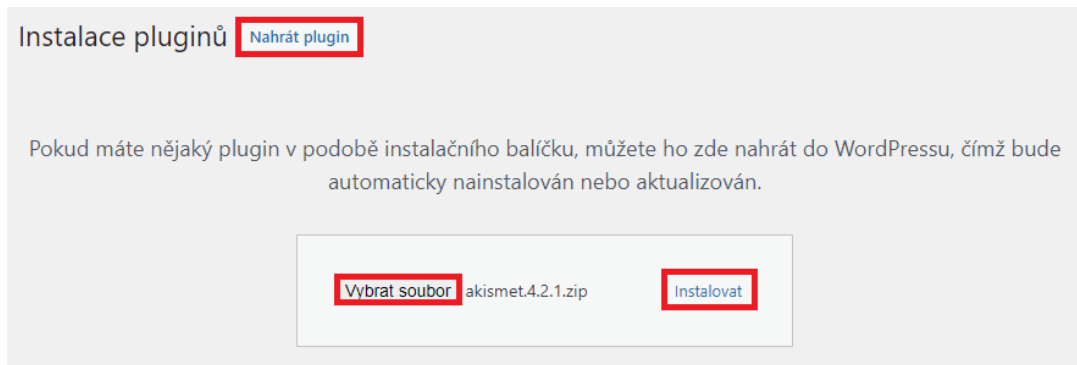 Instalace pluginů Nahrát plugin
Pokud máte nějaký plugin v podobě instalačního balíčku, můžete ho zde nahrát do WordPressu, čímž bude
automaticky nainstalován nebo aktualizován.
Vybrat soubor akismet.4.2.1.zip Instalovat